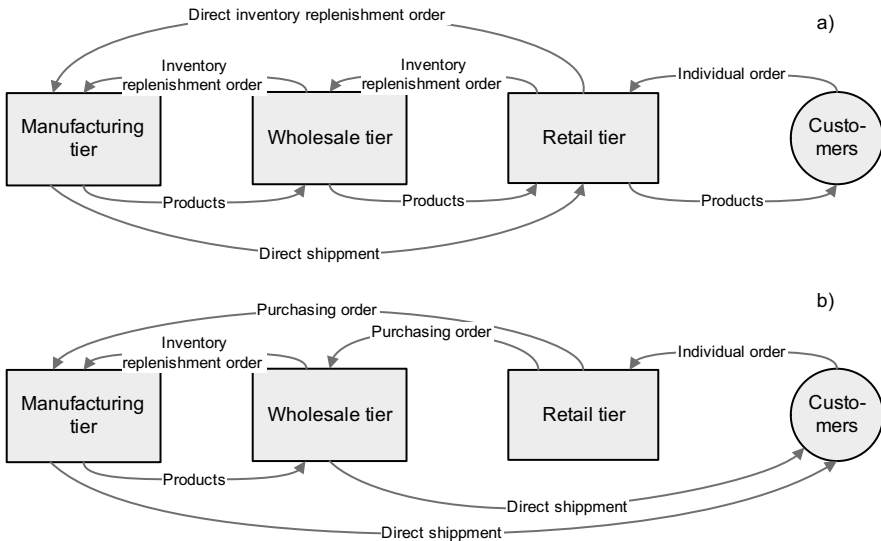 Direct inventory replenishment order
a)
Inventory
replenishment order
Inventory
replenishment order
Individual order
Manufacturing
tier
Wholesale tier
Retail tier
Custo-
mers
Products
Products
Products
Direct shippment
b)
Purchasing order
Purchasing order
Inventory
replenishment order
Individual order
Manufacturing
tier
Wholesale tier
Retail tier
Custo-
mers
Products
Direct shippment
Direct shippment